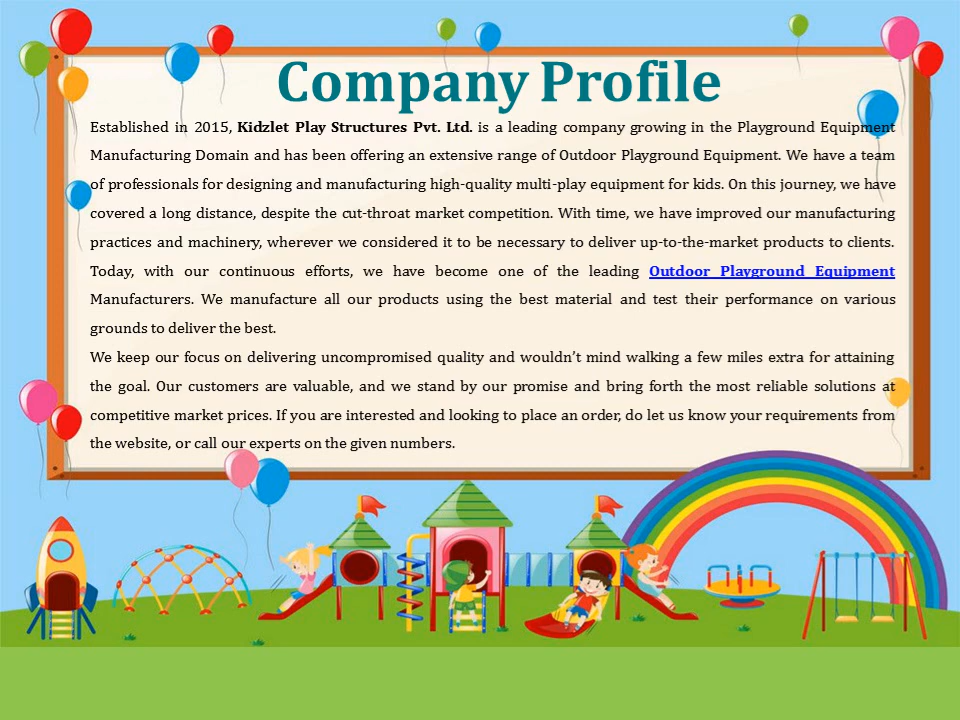 Company Profile
Established in 2015, Kidzlet Play Structures Pvt. Ltd. is a leading company growing in the Playground Equipment
Manufacturing Domain and has been offering an extensive range of Outdoor Playground Equipment. We have a team
of professionals for designing and manufacturing high-quality multi-play equipment for kids. On this journey, we have
covered a long distance, despite the cut-throat market competition. With time, we have improved our manufacturing
practices and machinery, wherever we considered it to be necessary to deliver up-to-the-market products to clients.
Today, with our continuous efforts, we have become one of the leading Outdoor Playground Equipment
Manufacturers. We manufacture all our products using the best material and test their performance on various
grounds to deliver the best.
We keep our focus on delivering uncompromised quality and wouldn’t mind walking a few miles extra for attaining
the goal. Our customers are valuable, and we stand by our promise and bring forth the most reliable solutions at
competitive market prices. If you are interested and looking to place an order, do let us know your requirements from
the website, or call our experts on the given numbers.